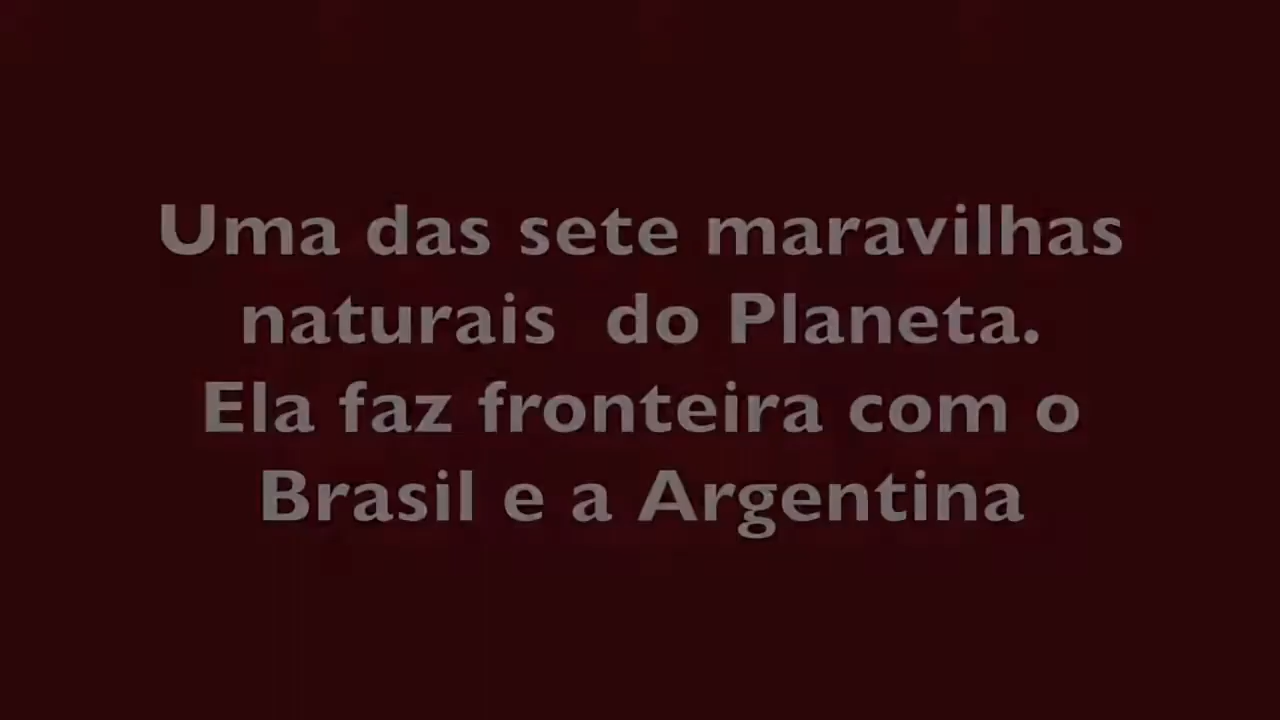 Uma das sete maravilhas
naturais  do Planeta.
Ela faz fronteira com o
Brasil e a Argentina